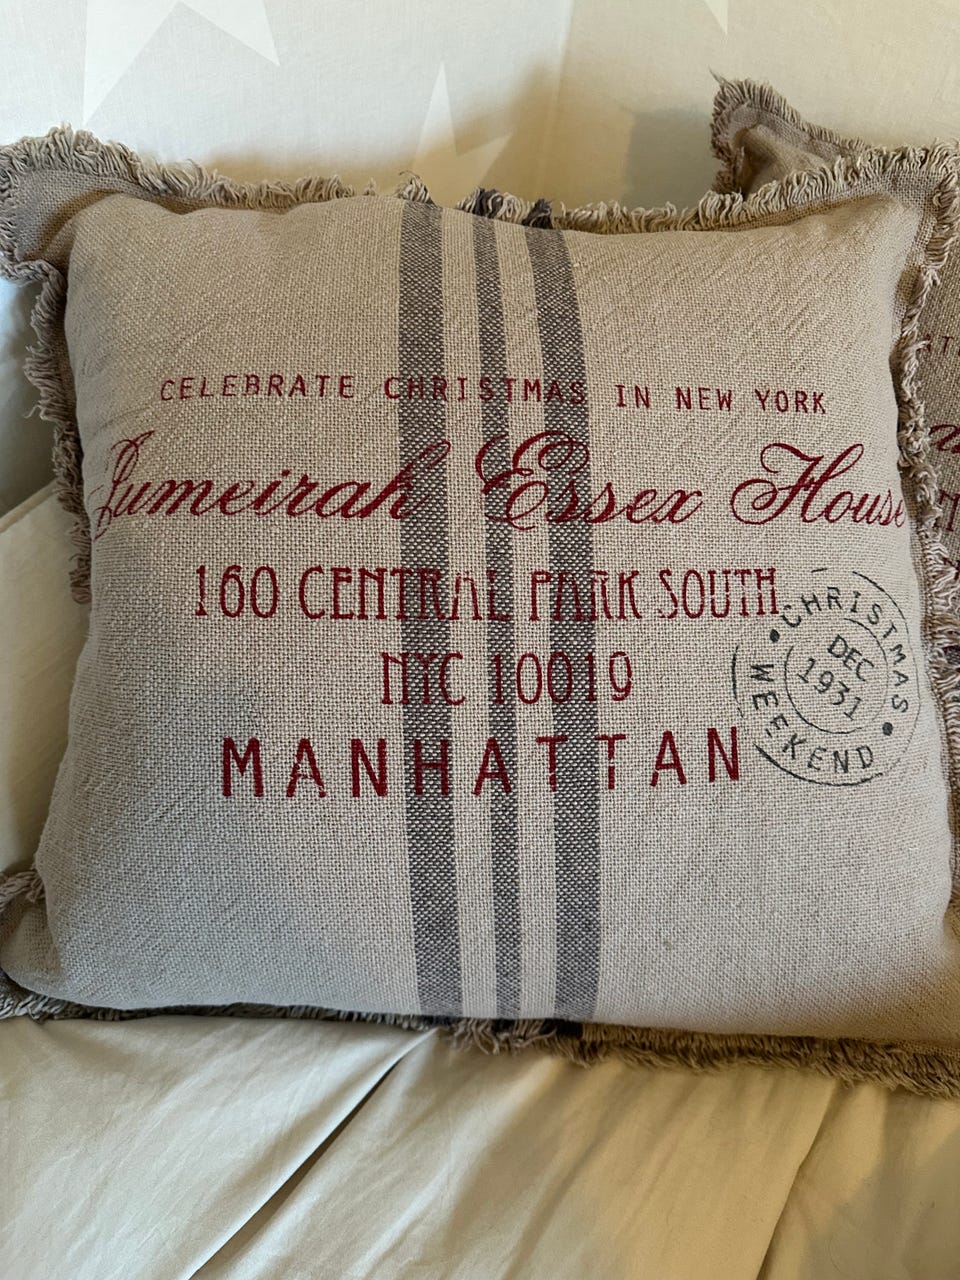 CELEBRATE CHRISTMAS IN NEW YORK
Jumeirah Essex House
160 CENTRAL PARK SOUTH
NYC 10019
MANHATTAN
CHRISTMAS
DEC
1931
WEEKEND